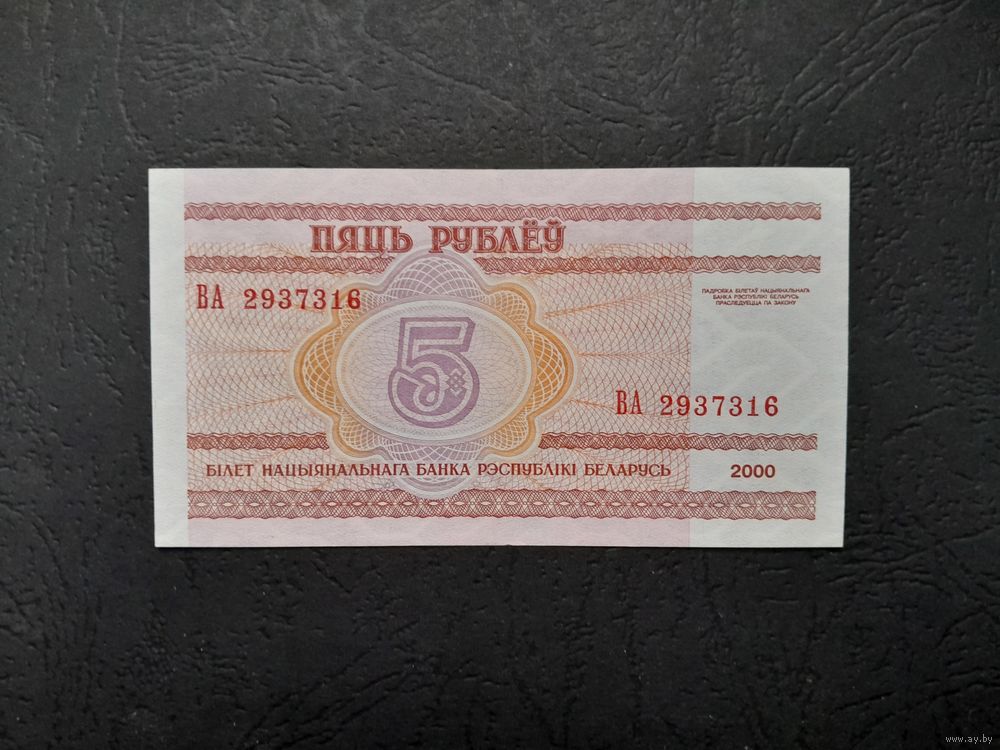 ПЯЦЬ РУБЛЁЎ
ВА 2937316
ПАДРОБКА БІЛЕТАЎ НАЦЫЯНАЛЬНАГА
БАНКА РЭСПУБЛІКІ БЕЛАРУСЬ
ПРАСЛЕДУЕЦЦА ПА ЗАКОНУ
5
ВА 2937316
БІЛЕТ НАЦЫЯНАЛЬНАГА БАНКА РЭСПУБЛІКІ БЕЛАРУСЬ
2000
www.ay.by